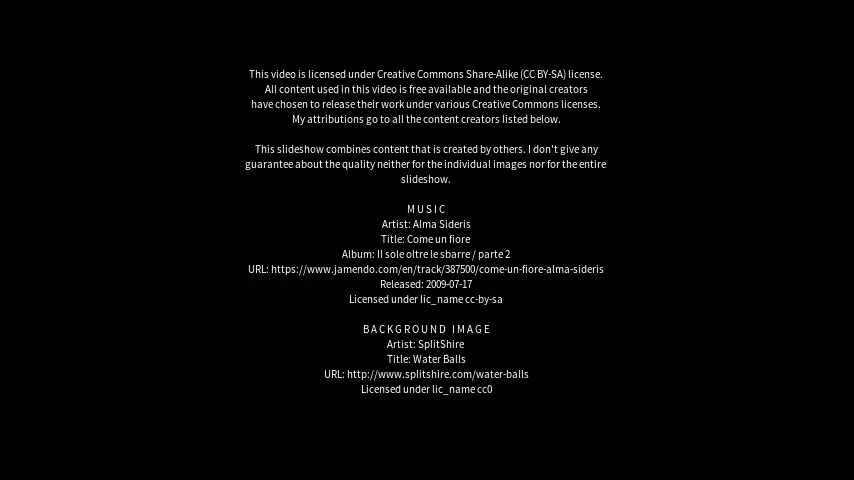 This video is licensed under Creative Commons Share-Alike (CC BY-SA) license.
All content used in this video is free available and the original creators
have chosen to release their work under various Creative Commons licenses.
My attributions go to all the content creators listed below.
This slideshow combines content that is created by others. I don't give any
guarantee about the quality neither for the individual images nor for the entire
slideshow.
MUSIC
Artist: Alma Sideris
Title: Come un fiore
Album: Il sole oltre le sbarre / parte 2
URL: https://www.jamendo.com/en/track/387500/come-un-fiore-alma-sideris
Released: 2009-07-17
Licensed under lic_name cc-by-sa
BACKGROUND IMAGE
Artist: SplitShire
Title: Water Balls
URL: http://www.splitshire.com/water-balls
Licensed under lic_name cc0